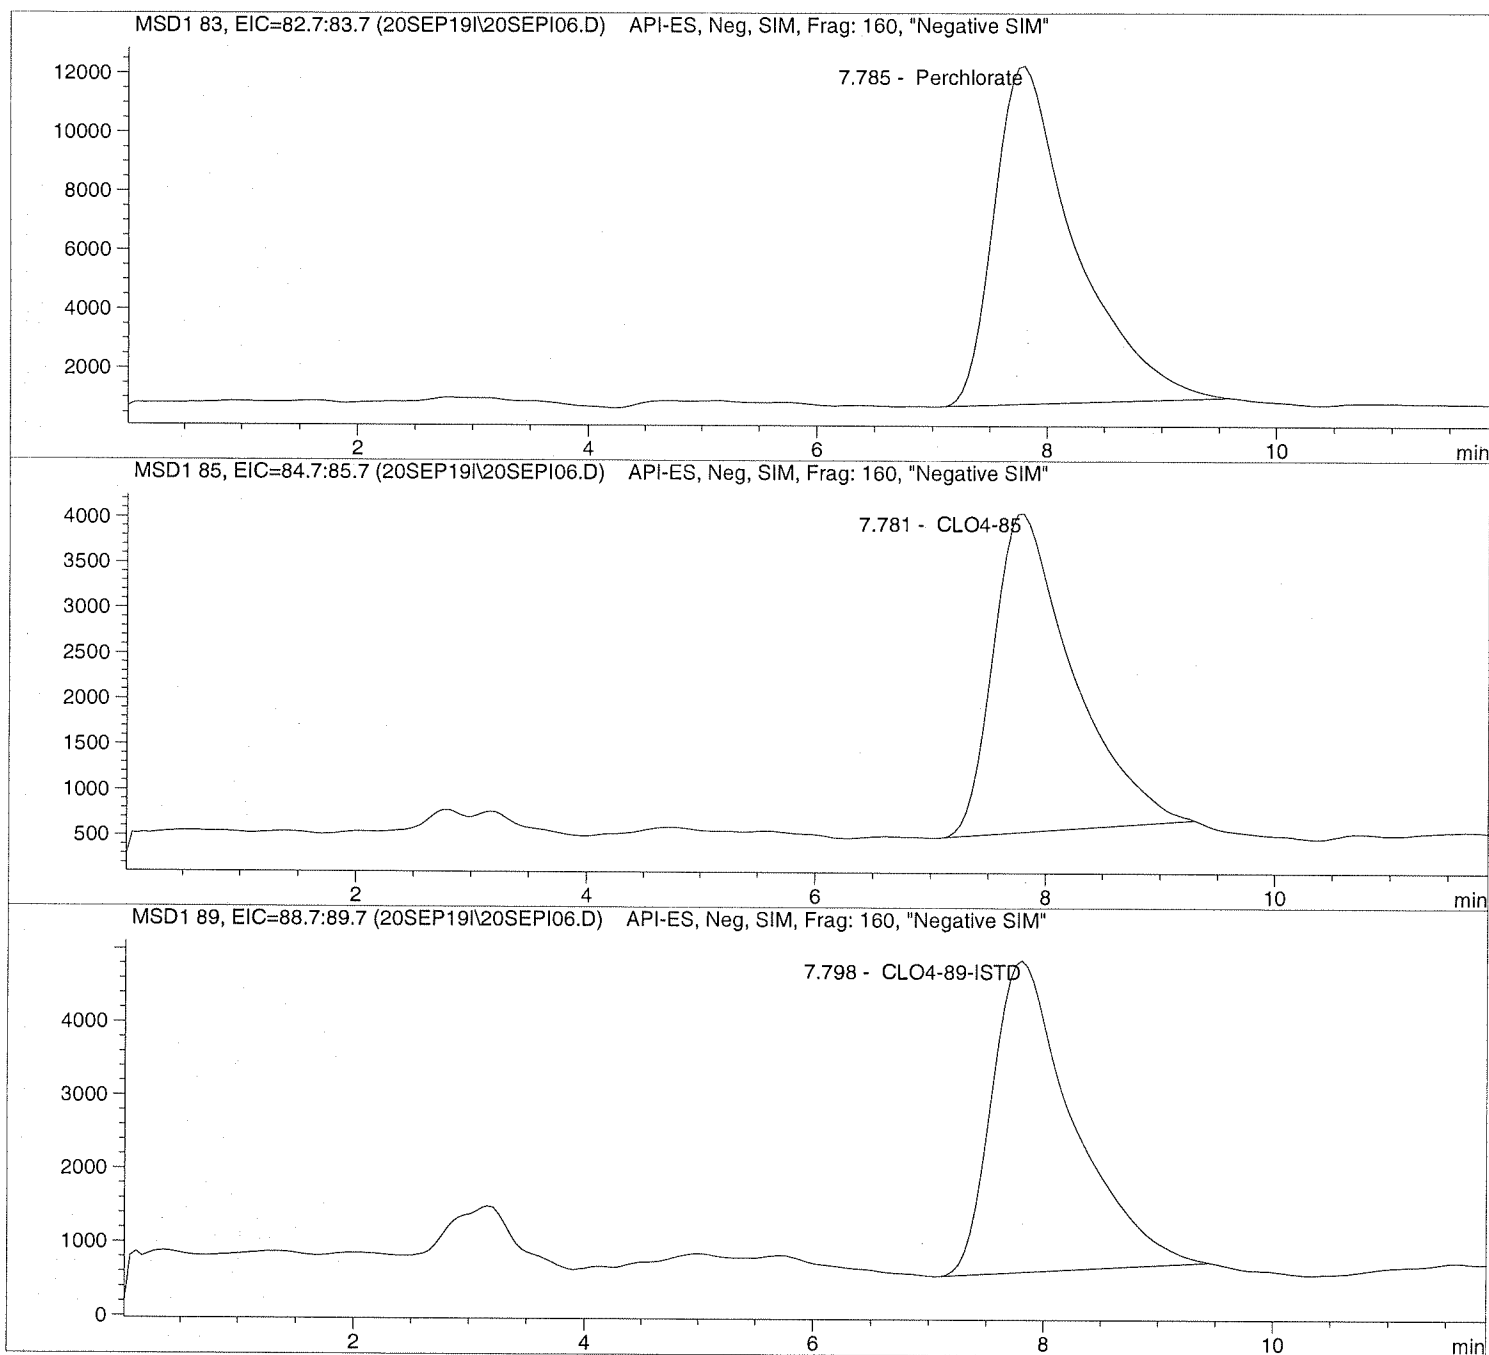 MSD1 83, EIC=82.7:83.7 (20SEP19I\20SEPI06.D) API-ES, Neg, SIM, Frag: 160, "Negative SIM"
7.785 - Perchlorate
12000
10000
8000
6000
4000
2000
2 4 6 8 10 min
MSD1 85, EIC=84.7:85.7 (20SEP19I\20SEPI06.D) API-ES, Neg, SIM, Frag: 160, "Negative SIM"
7.781 - CLO4-85
4000
3500
3000
2500
2000
1500
1000
500
2 4 6 8 10 min
MSD1 89, EIC=88.7:89.7 (20SEP19I\20SEPI06.D) API-ES, Neg, SIM, Frag: 160, "Negative SIM"
7.798 - CLO4-89-ISTD
4000
3000
2000
1000
0
2 4 6 8 10 min